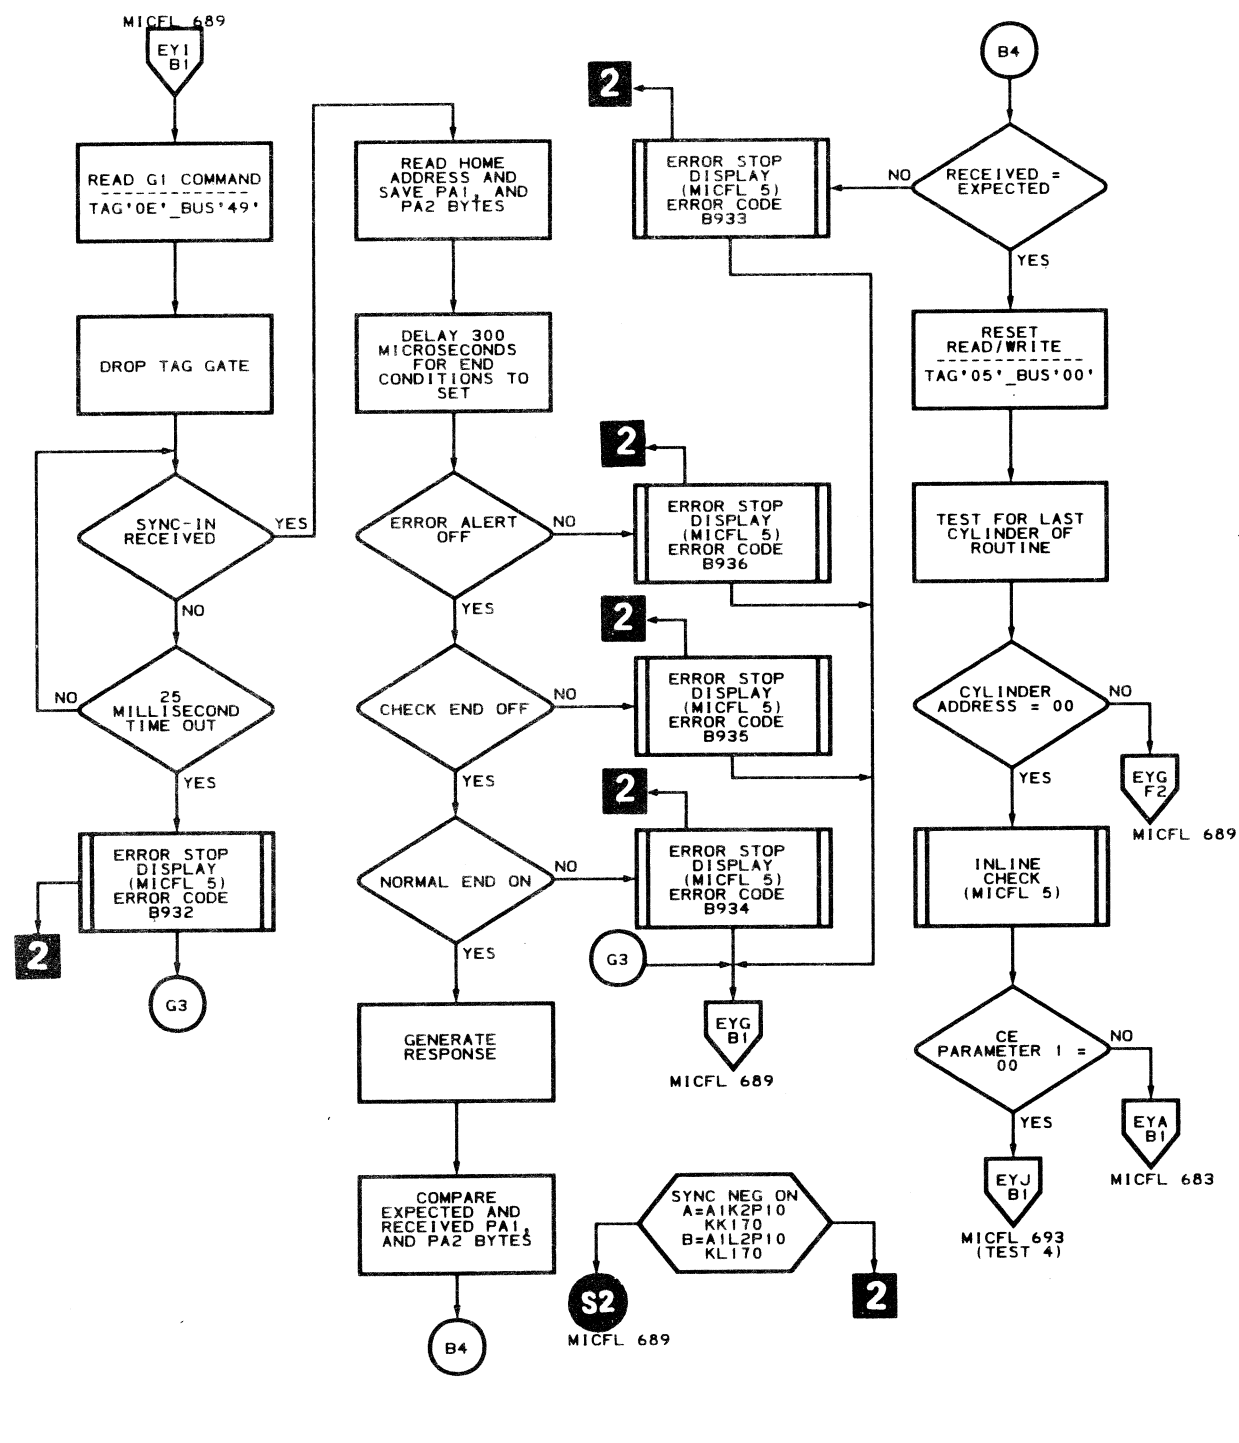 MICFL 689
EY1
B1
READ G1 COMMAND
TAG'0E'_BUS'49'
DROP TAG GATE
SYNC-IN
RECEIVED
YES
NO
25
MILLISECOND
TIME OUT
NO
YES
ERROR STOP
DISPLAY
(MICFL 5)
ERROR CODE
B932
2
G3
READ HOME
ADDRESS AND
SAVE PA1, AND
PA2 BYTES
DELAY 300
MICROSECONDS
FOR END
CONDITIONS TO
SET
ERROR ALERT
OFF
NO
YES
CHECK END OFF
NO
YES
NORMAL END ON
NO
YES
GENERATE
RESPONSE
COMPARE
EXPECTED AND
RECEIVED PA1,
AND PA2 BYTES
B4
2
ERROR STOP
DISPLAY
(MICFL 5)
ERROR CODE
B933
2
ERROR STOP
DISPLAY
(MICFL 5)
ERROR CODE
B936
2
ERROR STOP
DISPLAY
(MICFL 5)
ERROR CODE
B935
2
ERROR STOP
DISPLAY
(MICFL 5)
ERROR CODE
B934
G3
EYG
B1
MICFL 689
SYNC NEG ON
A=A1K2P10
KK170
B=A1L2P10
KL170
S2
MICFL 689
2
B4
RECEIVED =
EXPECTED
NO
YES
RESET
READ/WRITE
TAG'05'_BUS'00'
TEST FOR LAST
CYLINDER OF
ROUTINE
CYLINDER
ADDRESS = 00
NO
YES
EYG
F2
MICFL 689
INLINE
CHECK
(MICFL 5)
CE
PARAMETER 1 =
00
NO
YES
EYA
B1
MICFL 683
EYJ
B1
MICFL 693
(TEST 4)